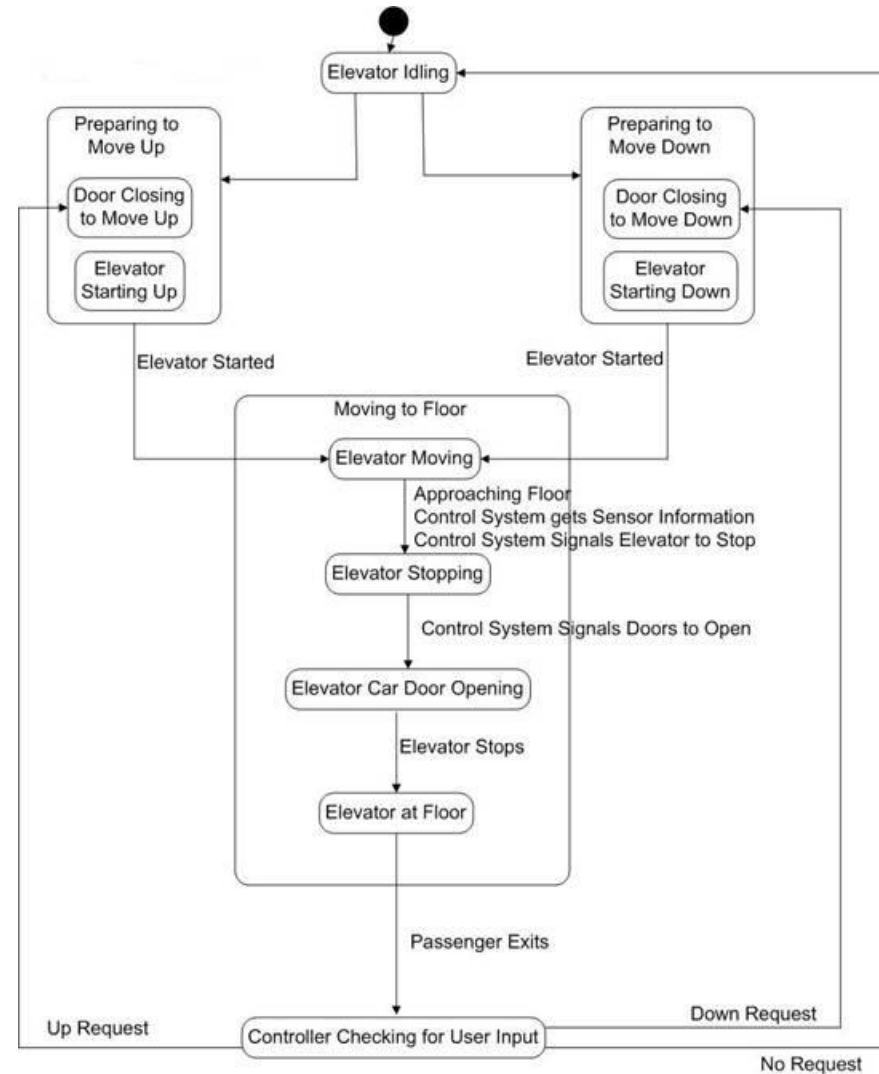 Elevator Idling
Preparing to
Move Up
Door Closing
to Move Up
Elevator
Starting Up
Preparing to
Move Down
Door Closing
to Move Down
Elevator
Starting Down
Elevator Started
Elevator Started
Moving to Floor
Elevator Moving
Approaching Floor
Control System gets Sensor Information
Control System Signals Elevator to Stop
Elevator Stopping
Control System Signals Doors to Open
Elevator Car Door Opening
Elevator Stops
Elevator at Floor
Passenger Exits
Up Request
Controller Checking for User Input
Down Request
No Request